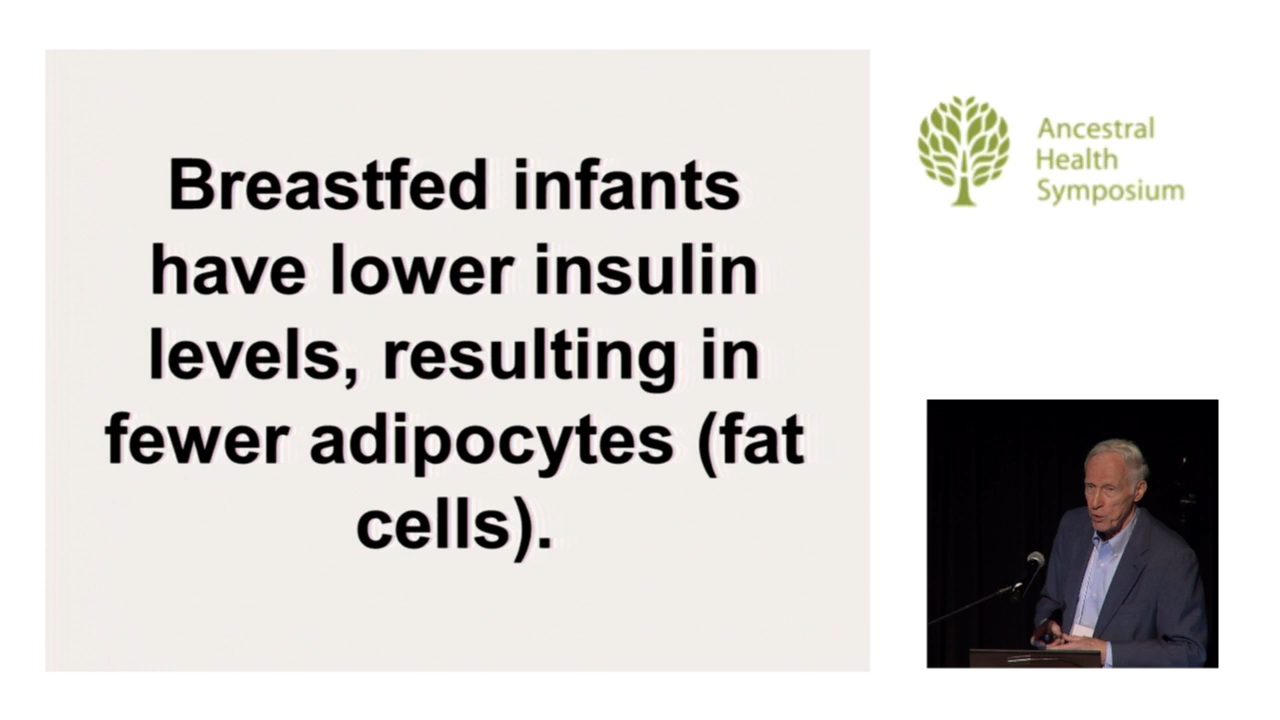 Breastfed infants
have lower insulin
levels, resulting in
fewer adipocytes (fat
cells).
Ancestral
Health
Symposium